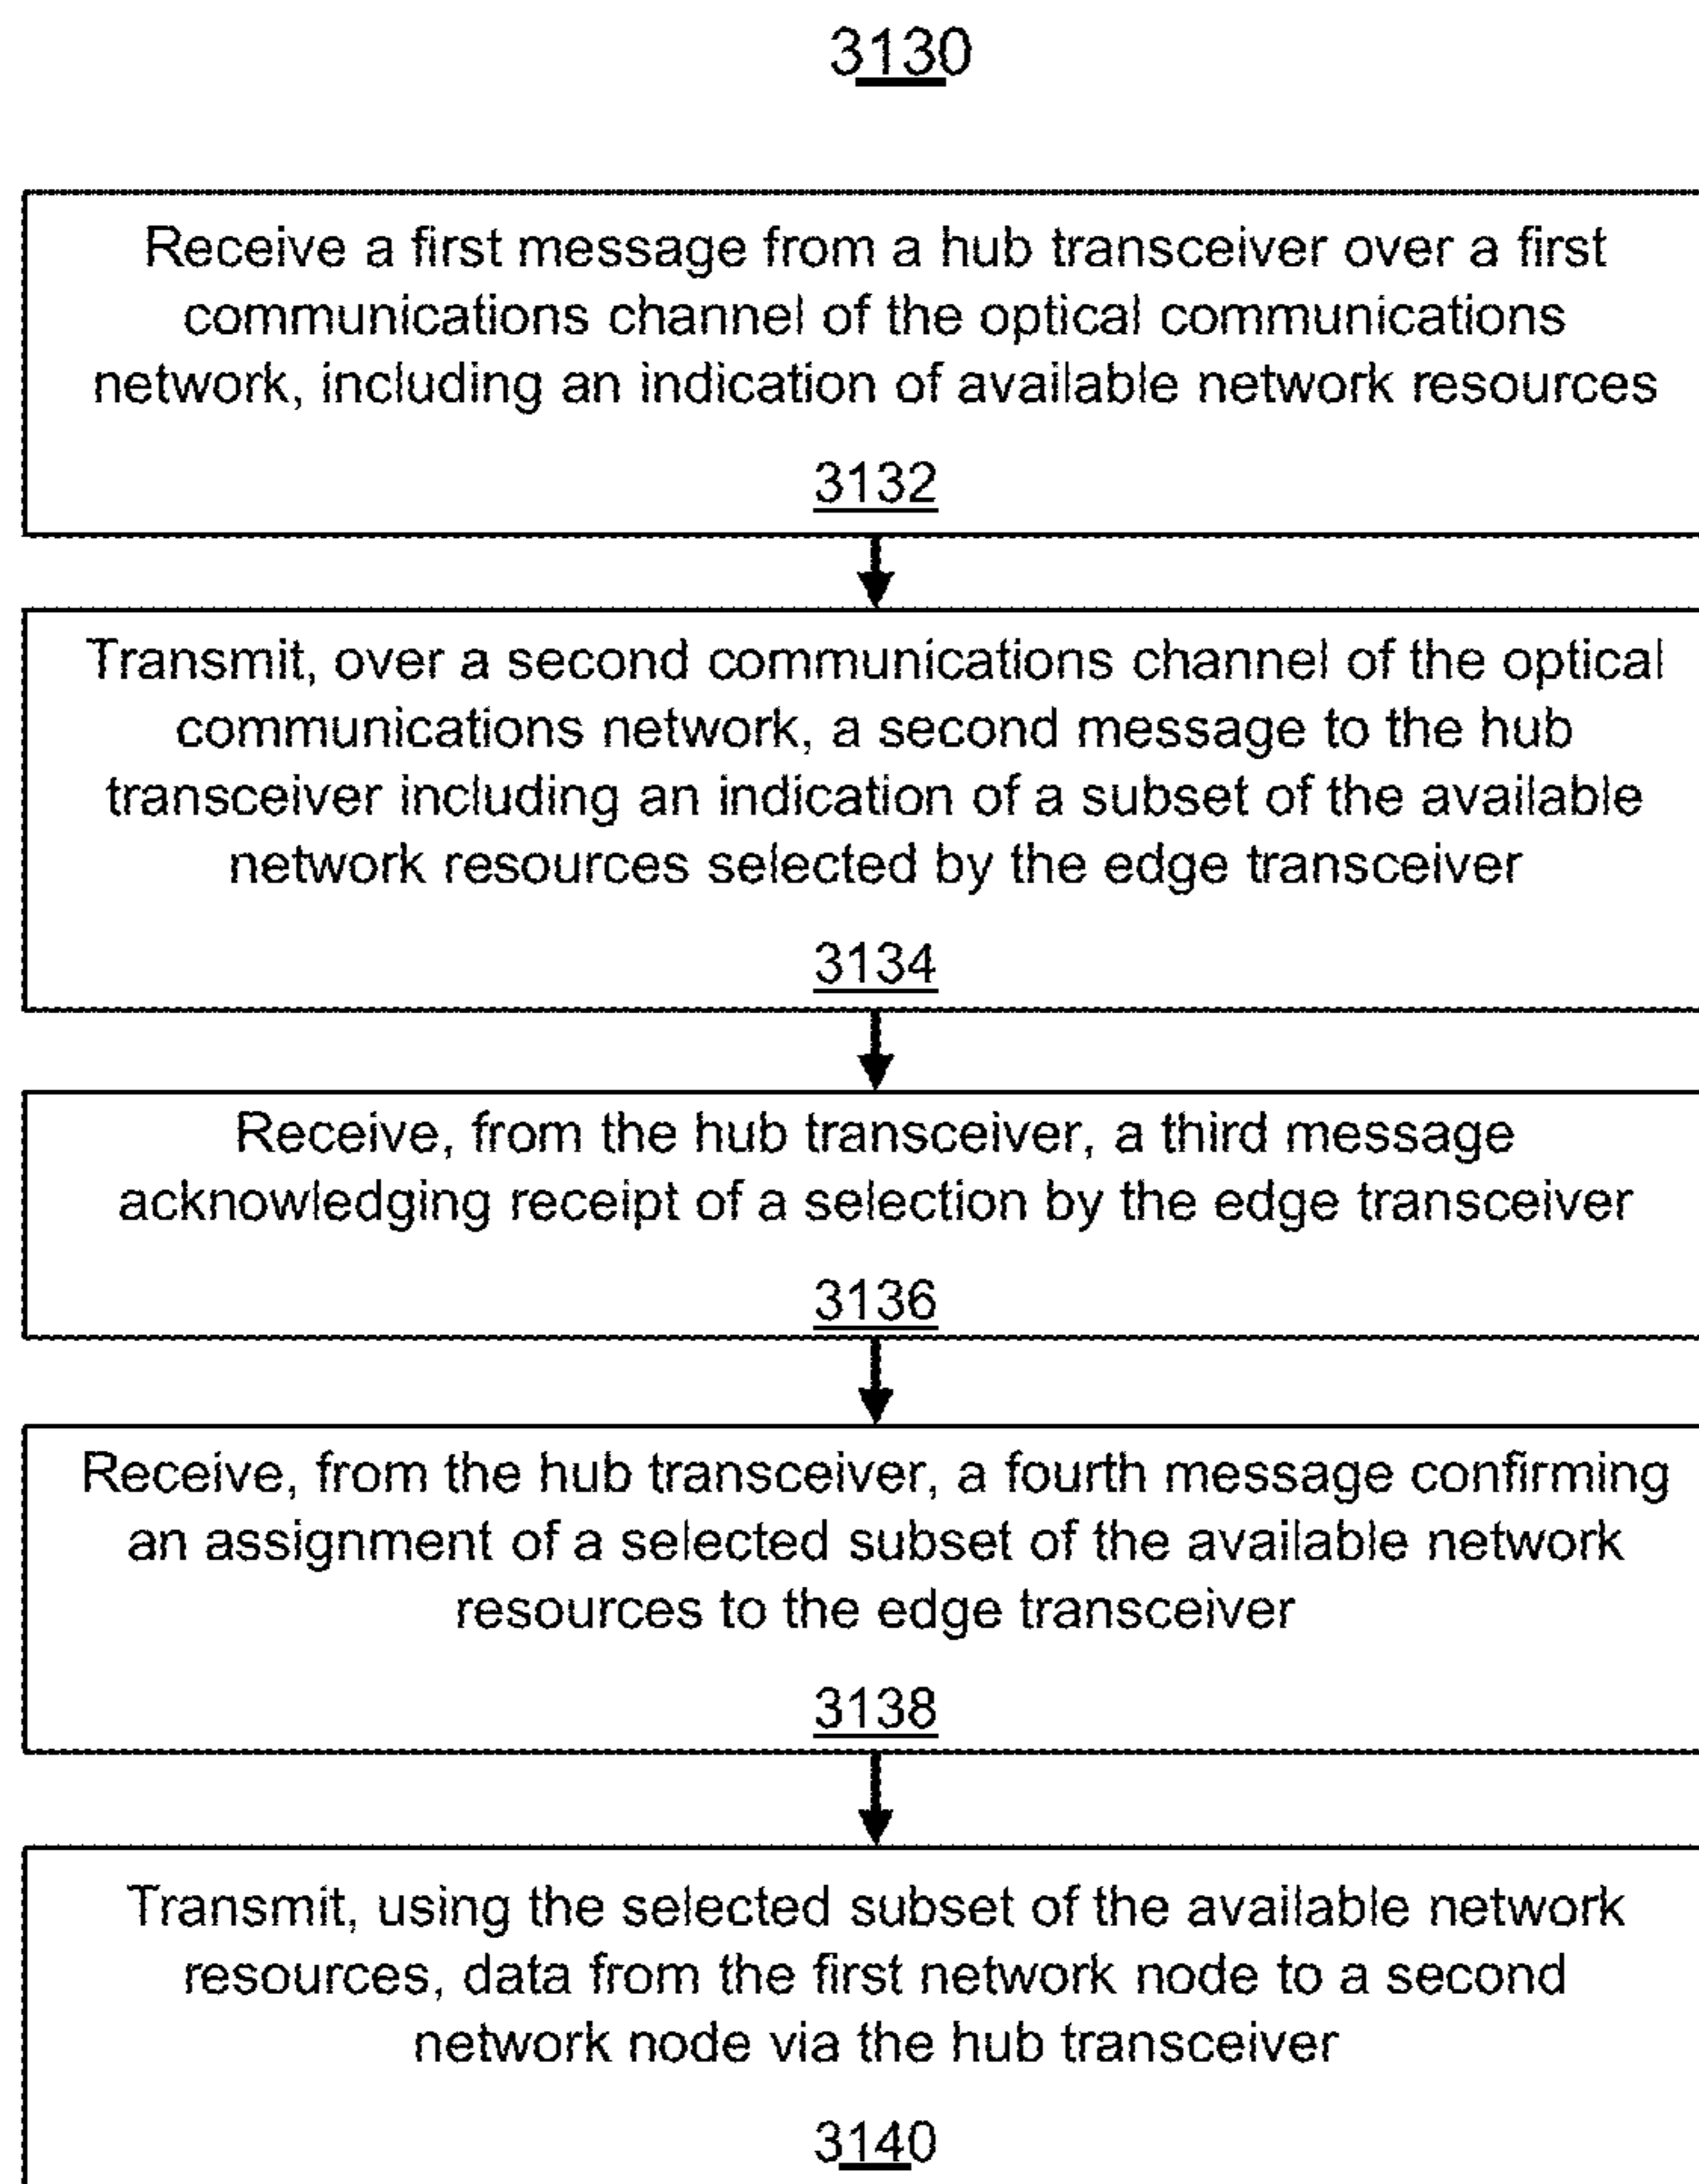 3130
Receive a first message from a hub transceiver over a first
communications channel of the optical communications
network, including an indication of available network resources
3132
Transmit, over a second communications channel of the optical
communications network, a second message to the hub
transceiver including an indication of a subset of the available
network resources selected by the edge transceiver
3134
Receive, from the hub transceiver, a third message
acknowledging receipt of a selection by the edge transceiver
3136
Receive, from the hub transceiver, a fourth message confirming
an assignment of a selected subset of the available network
resources to the edge transceiver
3138
Transmit, using the selected subset of the available network
resources, data from the first network node to a second
network node via the hub transceiver
3140